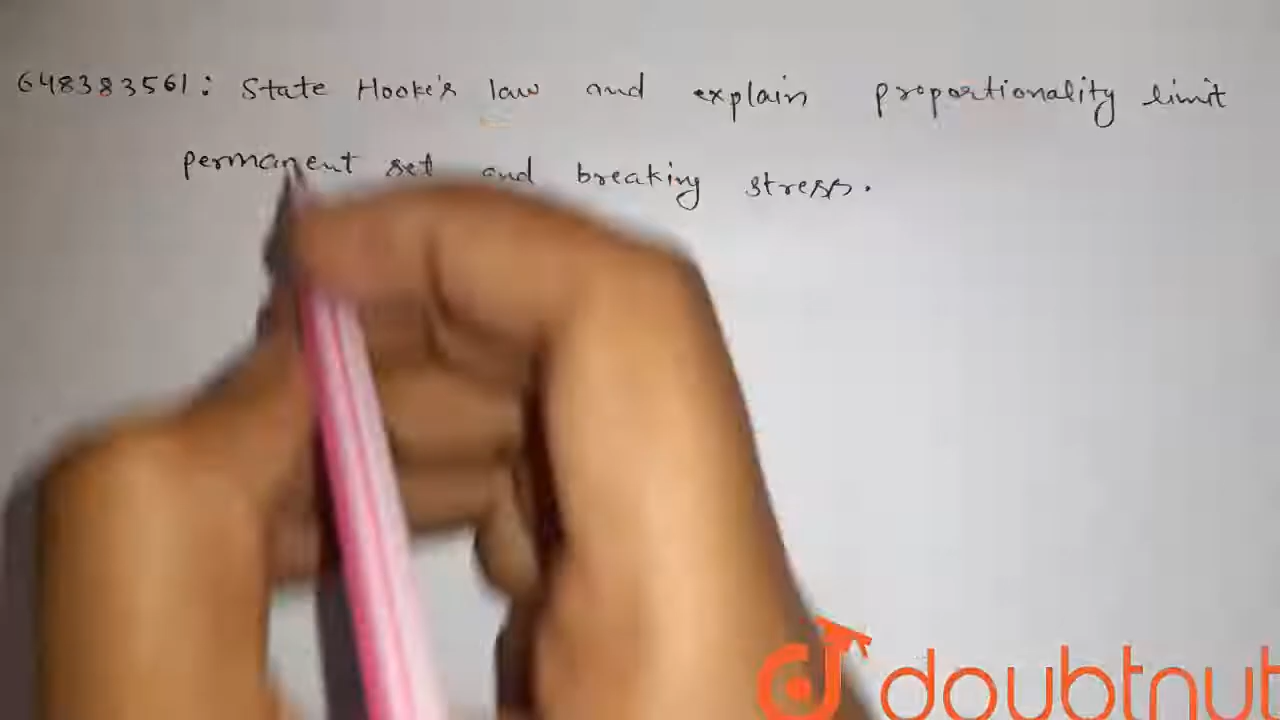 648383561: State Hooke's law and explain proportionality limit
permanent set and breaking stress.
doubtnut